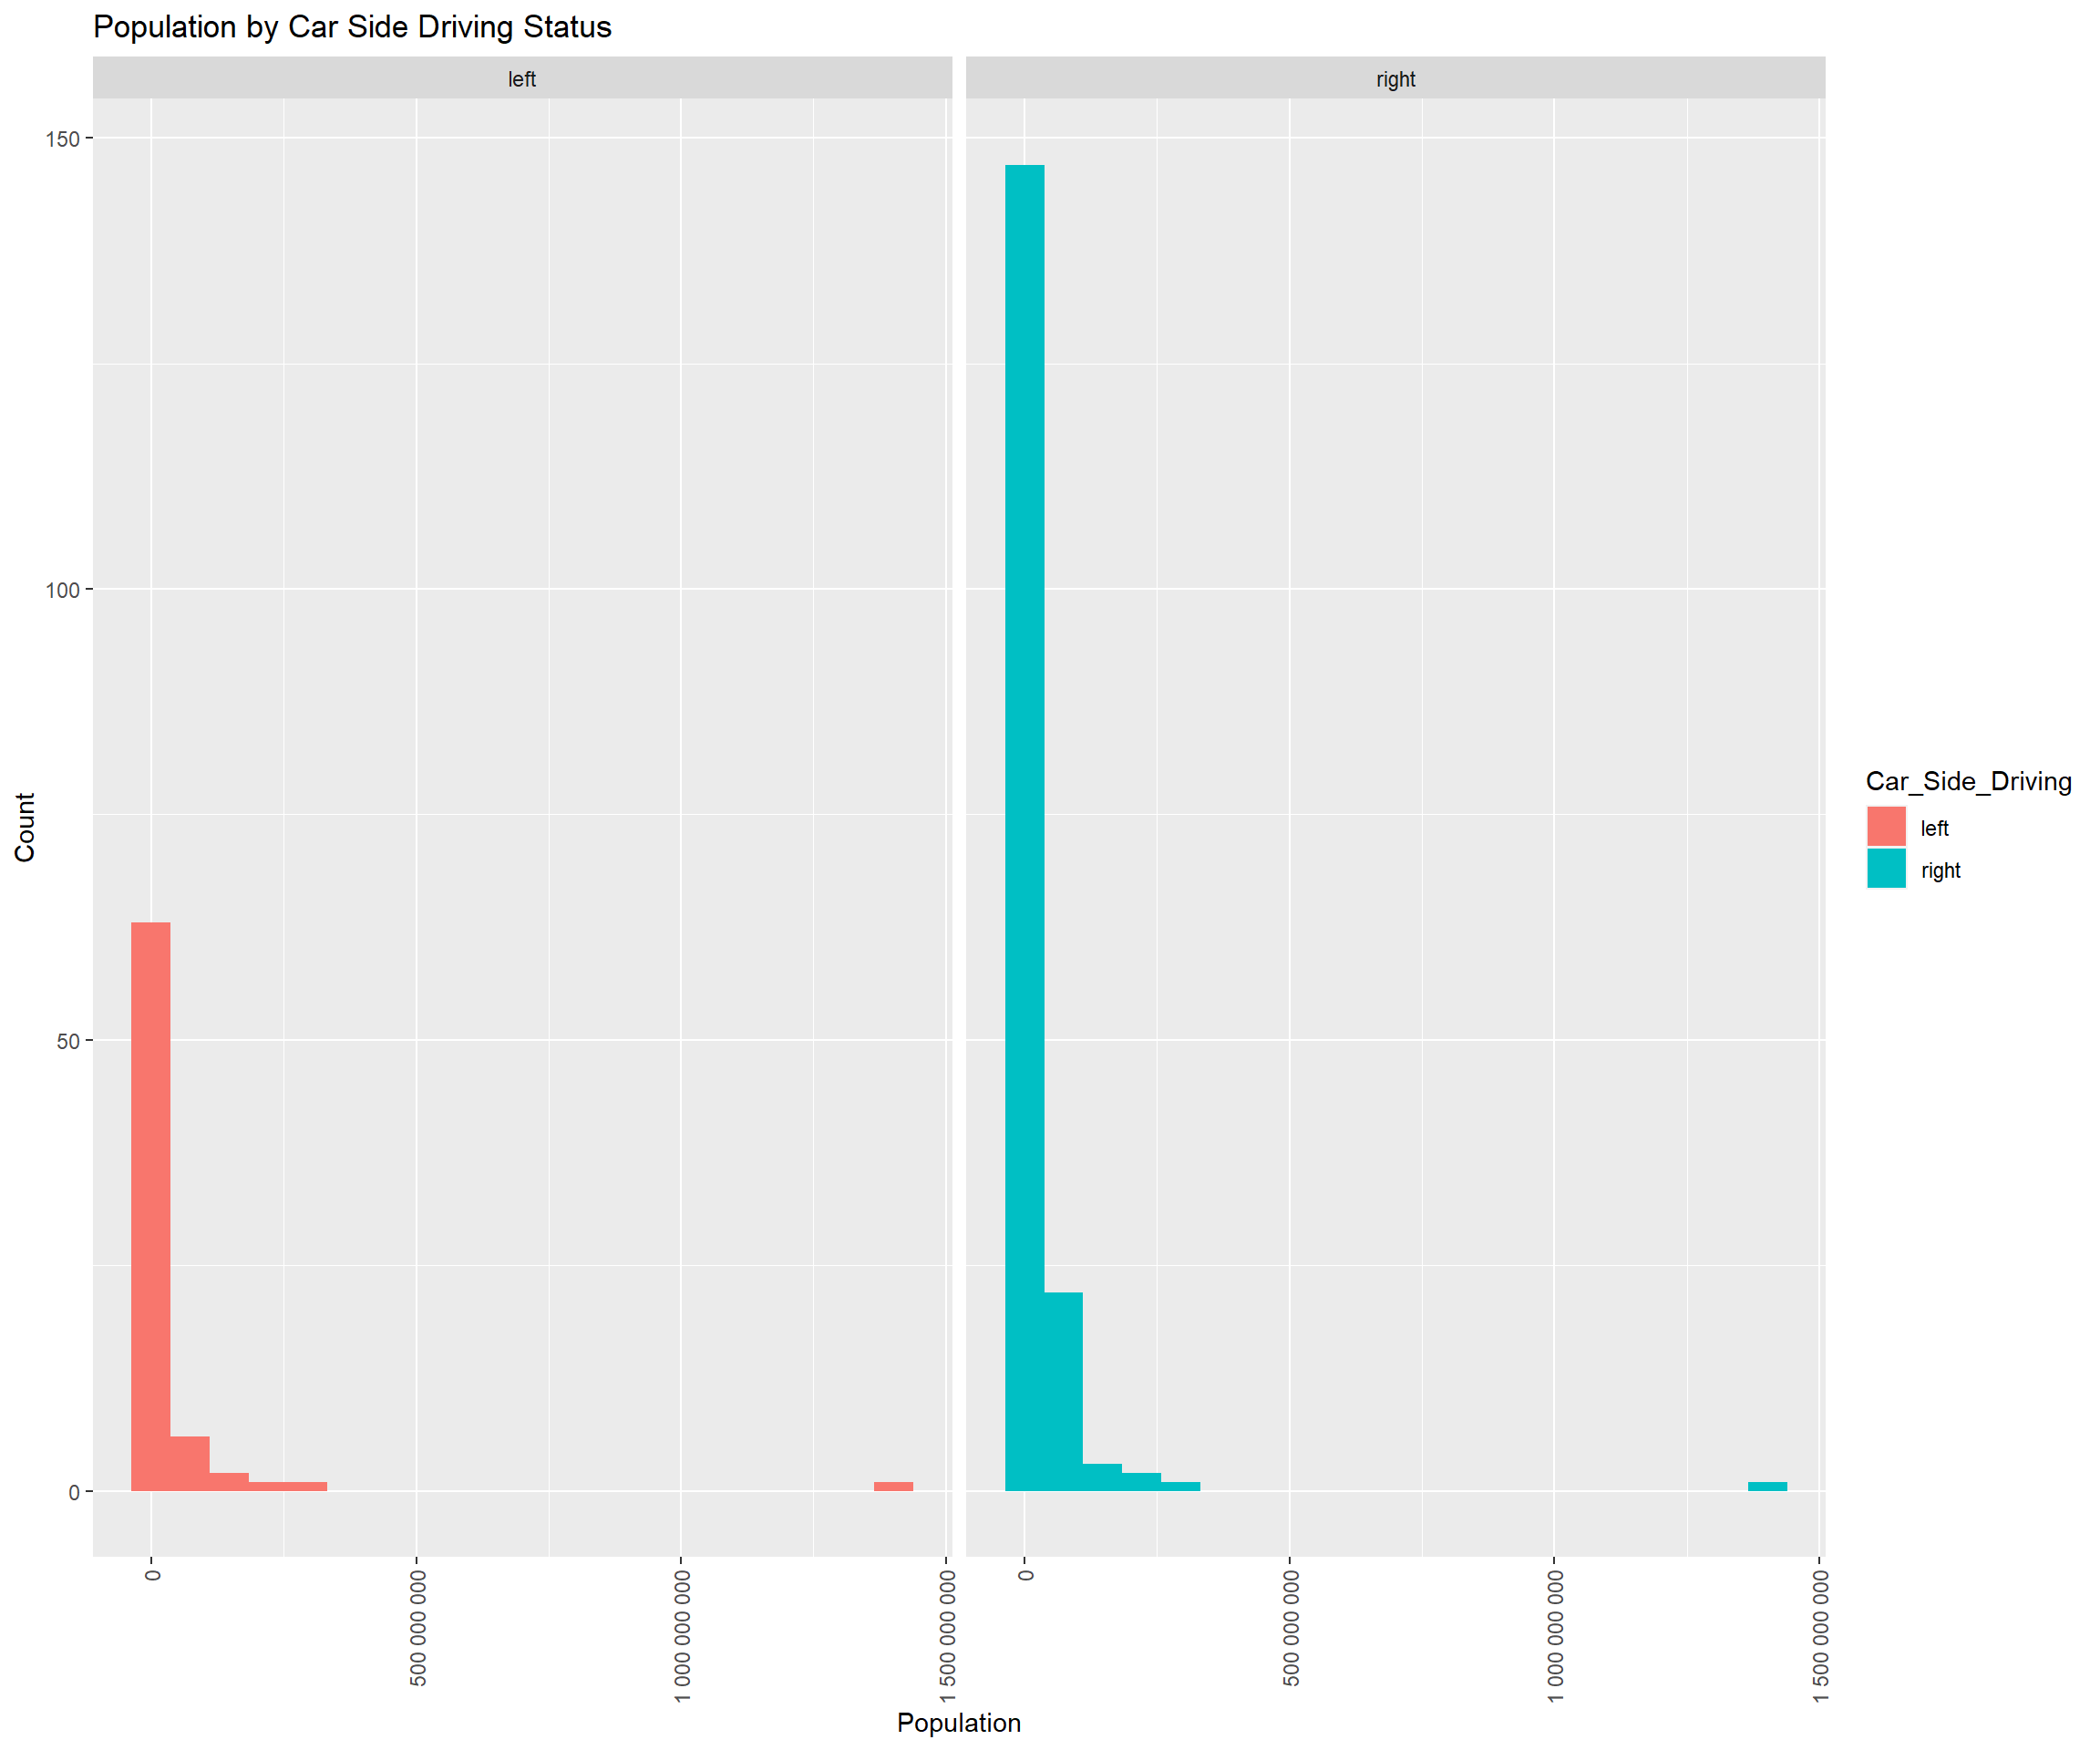 Population by Car Side Driving Status
left
right
150
100
50
0
Count
0
500 000 000
1 000 000 000
1 500 000 000
0
500 000 000
1 000 000 000
1 500 000 000
Population
Car_Side_Driving
left
right